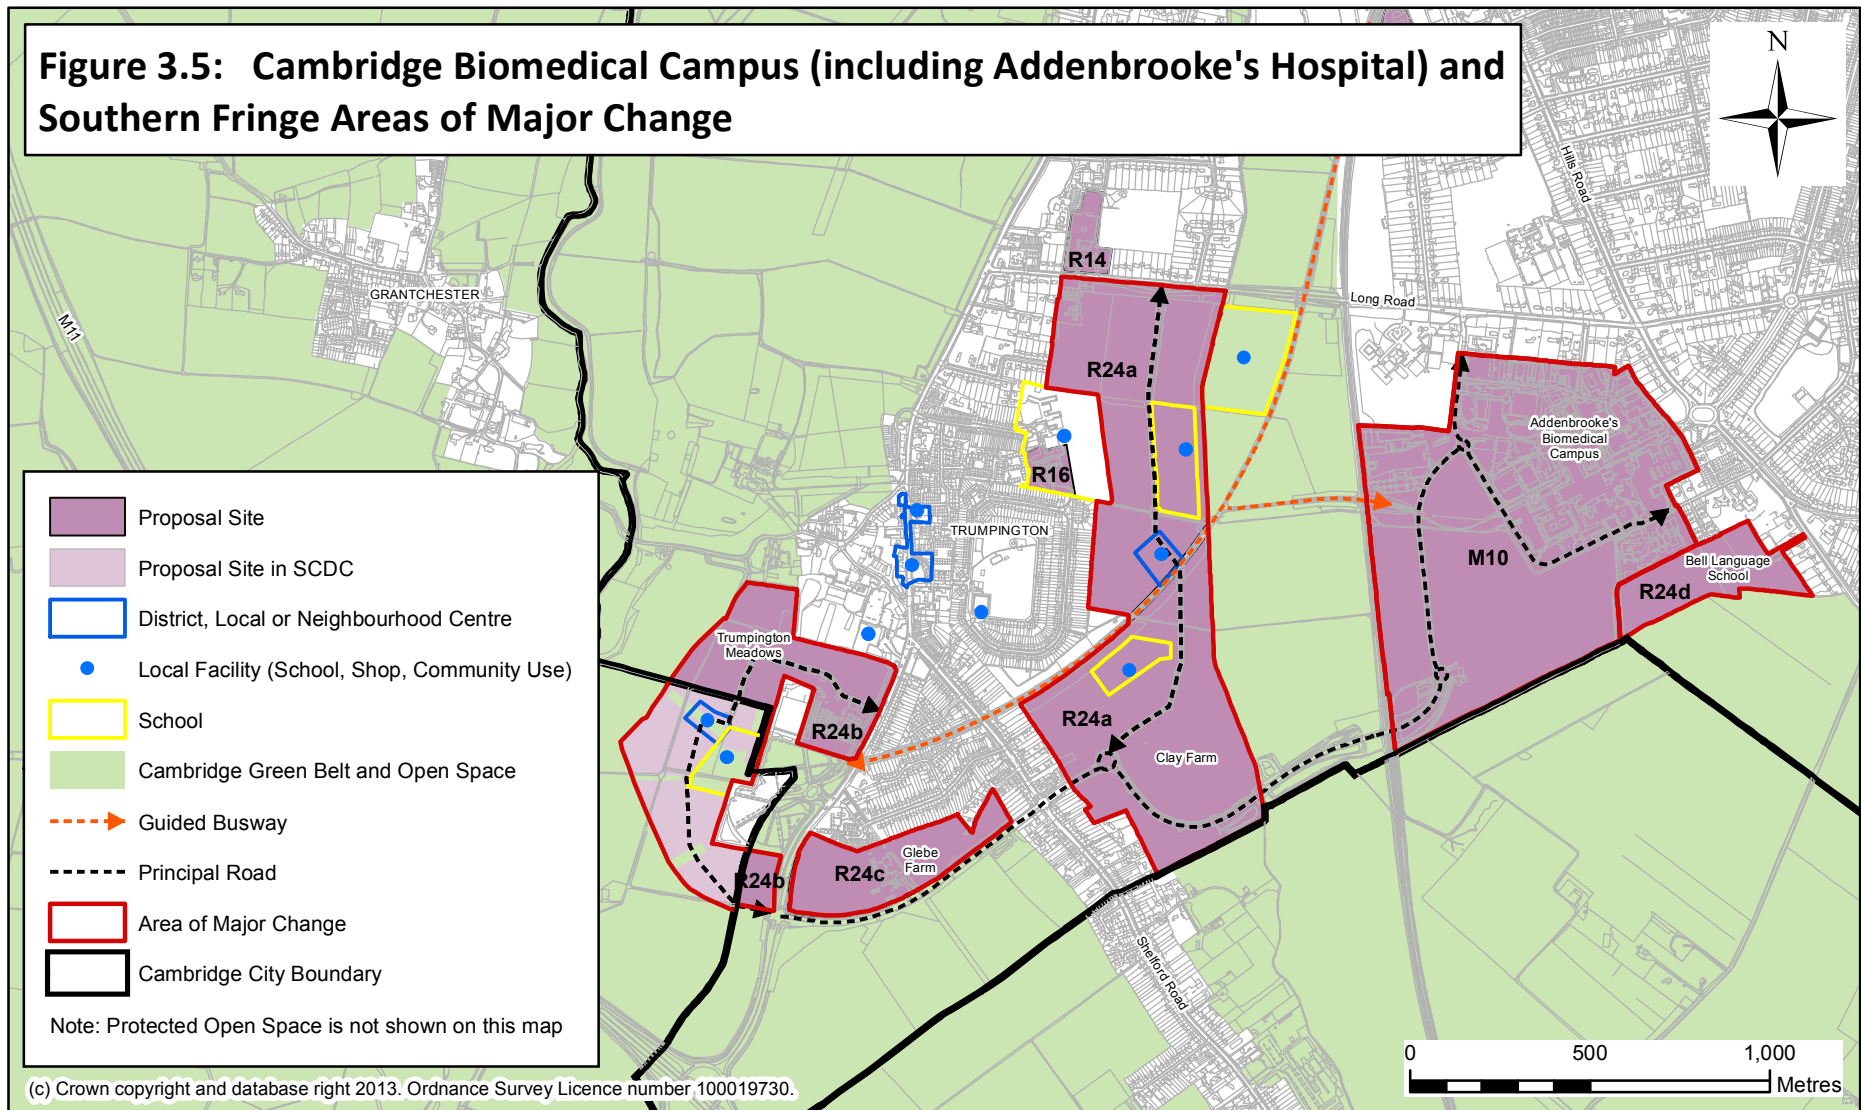 Figure 3.5: Cambridge Biomedical Campus (including Addenbrooke's Hospital) and
Southern Fringe Areas of Major Change
N
Hills Road
R14
GRANTCHESTER
M11
Long Road
R24a
Addenbrooke's
Biomedical
Campus
R16
TRUMPINGTON
M10
Bell Language
School
R24d
Trumpington
Meadows
R24b
R24a
Clay Farm
Glebe
Farm
R24c
R24b
Shelford Road
Proposal Site
Proposal Site in SCDC
District, Local or Neighbourhood Centre
Local Facility (School, Shop, Community Use)
School
Cambridge Green Belt and Open Space
Guided Busway
Principal Road
Area of Major Change
Cambridge City Boundary
Note: Protected Open Space is not shown on this map
(c) Crown copyright and database right 2013. Ordnance Survey Licence number 100019730.
0 500 1,000
Metres